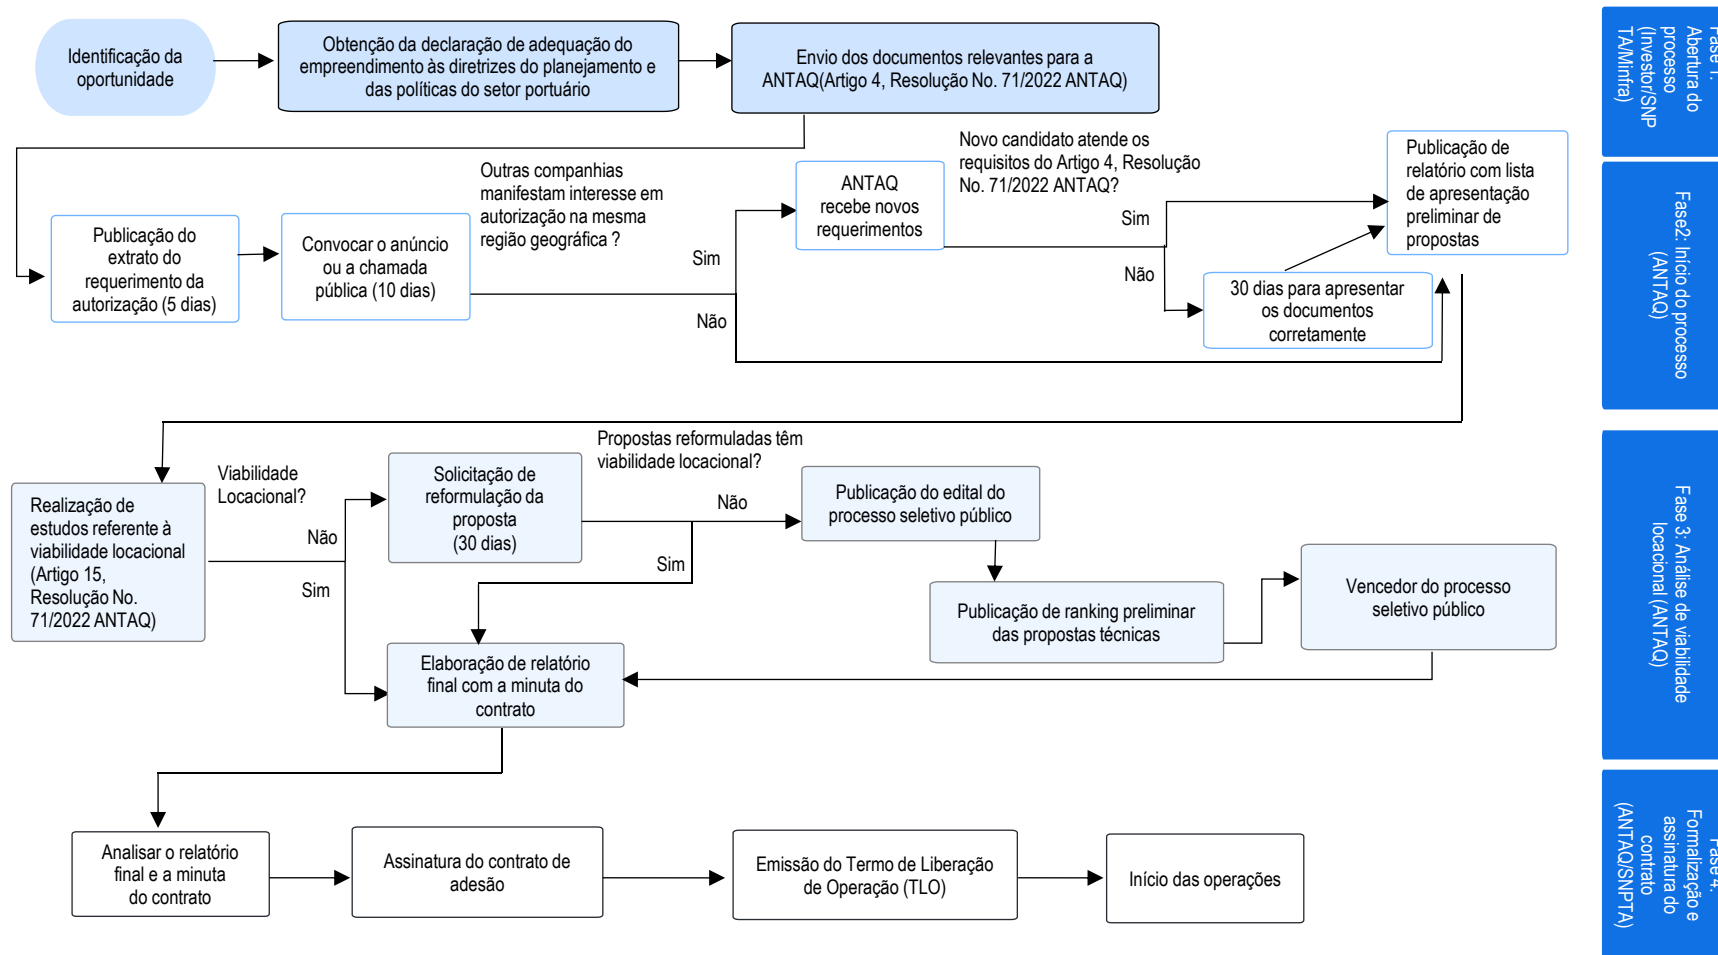 Identificação da
oportunidade
Obtenção da declaração de adequação do
empreendimento às diretrizes do planejamento e
das políticas do setor portuário
Envio dos documentos relevantes para a
ANTAQ(Artigo 4, Resolução No. 71/2022 ANTAQ)
Fase 1:
Abertura do
processo
(Investor/SNP
TA/Minfra)
Publicação do
extrato do
requerimento da
autorização (5 dias)
Convocar o anúncio
ou a chamada
pública (10 dias)
Outras companhias
manifestam interesse em
autorização na mesma
região geográfica ?
Sim
Não
ANTAQ
recebe novos
requerimentos
Novo candidato atende os
requisitos do Artigo 4, Resolução
No. 71/2022 ANTAQ?
Sim
Não
30 dias para apresentar
os documentos
corretamente
Publicação de
relatório com lista
de apresentação
preliminar de
propostas
Fase2: Início do processo
(ANTAQ)
Realização de
estudos referente à
viabilidade locacional
(Artigo 15,
Resolução No.
71/2022 ANTAQ)
Viabilidade
Locacional?
Não
Sim
Solicitação de
reformulação da
proposta
(30 dias)
Propostas reformuladas têm
viabilidade locacional?
Não
Sim
Publicação do edital do
processo seletivo público
Publicação de ranking preliminar
das propostas técnicas
Vencedor do processo
seletivo público
Elaboração de relatório
final com a minuta do
contrato
Fase 3: Análise de viabilidade
locacional (ANTAQ)
Analisar o relatório
final e a minuta
do contrato
Assinatura do contrato de
adesão
Emissão do Termo de Liberação
de Operação (TLO)
Início das operações
Fase 4:
Formalização e
assinatura do
contrato
(ANTAQ/SNPTA)